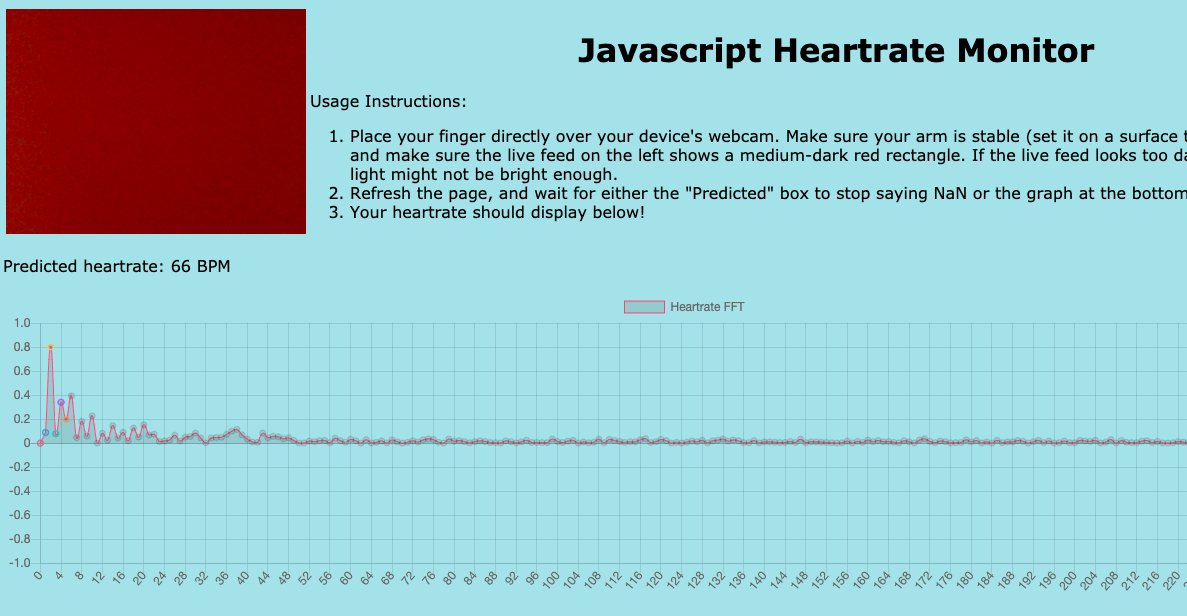 Javascript Heartrate Monitor
Usage Instructions:
1. Place your finger directly over your device's webcam. Make sure your arm is stable (set it on a surface
and make sure the live feed on the left shows a medium-dark red rectangle. If the live feed looks too
light might not be bright enough.
2. Refresh the page, and wait for either the "Predicted" box to stop saying NaN or the graph at the bottom
3. Your heartrate should display below!
Predicted heartrate: 66 BPM
Heartrate FFT
1.0
0.8
0.6
0.4
0.2
0
-0.2
-0.4
-0.6
-0.8
-1.0
0 4 8 12 16 20 24 28 32 36 40 44 48 52 56 60 64 68 72 76 80 84 88 92 96 100 104 108 112 116 120 124 128 132 136 140 144 148 152 156 160 164 168 172 176 180 184 188 192 196 200 204 208 212 216 220